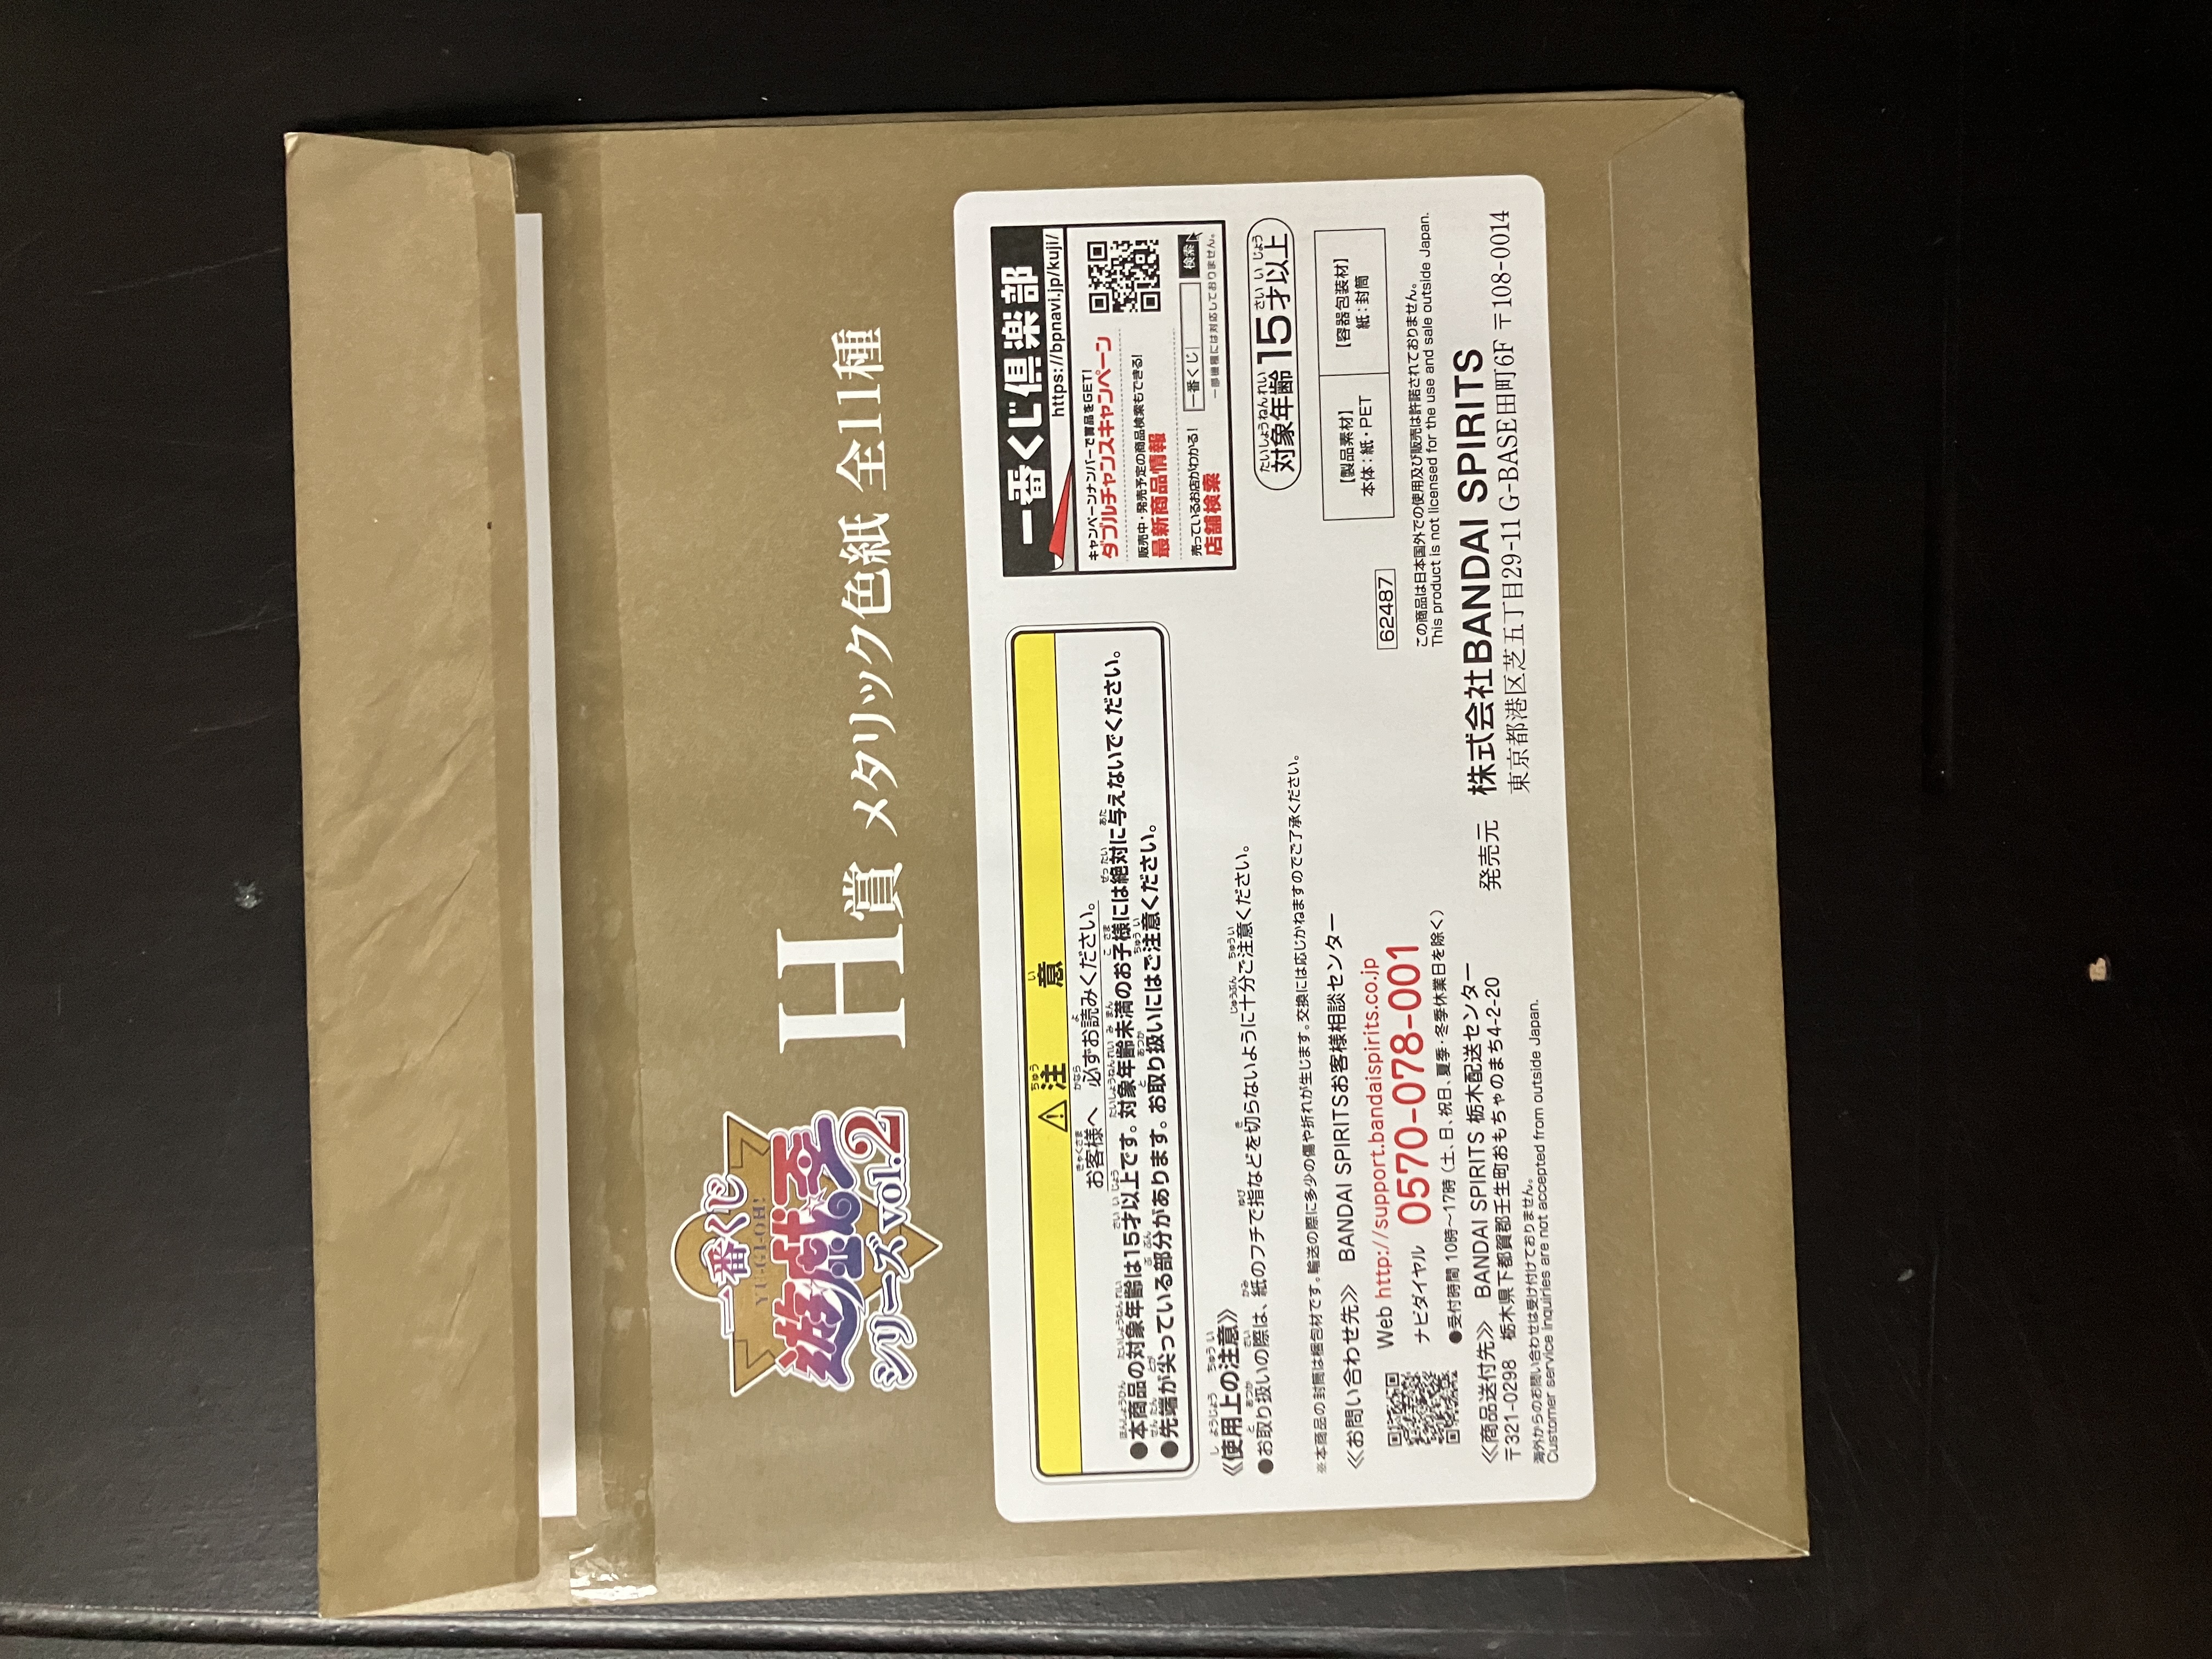 一番くじ
YU-GI-OH!
遊戯王
シリーズ vol.2
H賞 メタリック色紙 全11種
⚠注意
お客様へ 必ずお読みください。
●本商品の対象年齢は15才以上です。対象年齢未満のお子様には絶対に与えないでください。
●先端が尖っている部分があります。お取り扱いにはご注意ください。
《使用上の注意》
●お取り扱いの際は、紙のフチで指などを切らないように十分ご注意ください。
※本商品の封筒は梱包材です。輸送の際に多少の傷や折れが生じます。交換には応じかねますのでご了承ください。
≪お問い合わせ先≫ BANDAI SPIRITSお客様相談センター
Web http://support.bandaispirits.co.jp
ナビダイヤル 0570-078-001
●受付時間 10時～17時（土、日、祝日、夏季・冬季休業日を除く）
≪商品送付先≫ BANDAI SPIRITS 栃木配送センター
〒321-0298 栃木県下都賀郡壬生町おもちゃのまち4-2-20
海外からのお問い合わせは受け付けておりません。
Customer service inquiries are not accepted from outside Japan.
一番くじ倶楽部
https://bpnavi.jp/kuji/
キャンペーンナンバーで賞品をGET!
ダブルチャンスキャンペーン
販売中・発売予定の商品検索もできる!
最新商品情報
売っているお店がわかる!
店舗検索
一番くじ 検索
一部機種には対応しておりません。
対象年齢15才以上
【製品素材】
本体：紙・PET
【容器包装材】
紙：封筒
62487
この商品は日本国外での使用及び販売は許諾されておりません。
This product is not licensed for the use and sale outside Japan.
発売元 株式会社BANDAI SPIRITS
東京都港区芝五丁目29-11G-BASE田町6F 〒108-0014